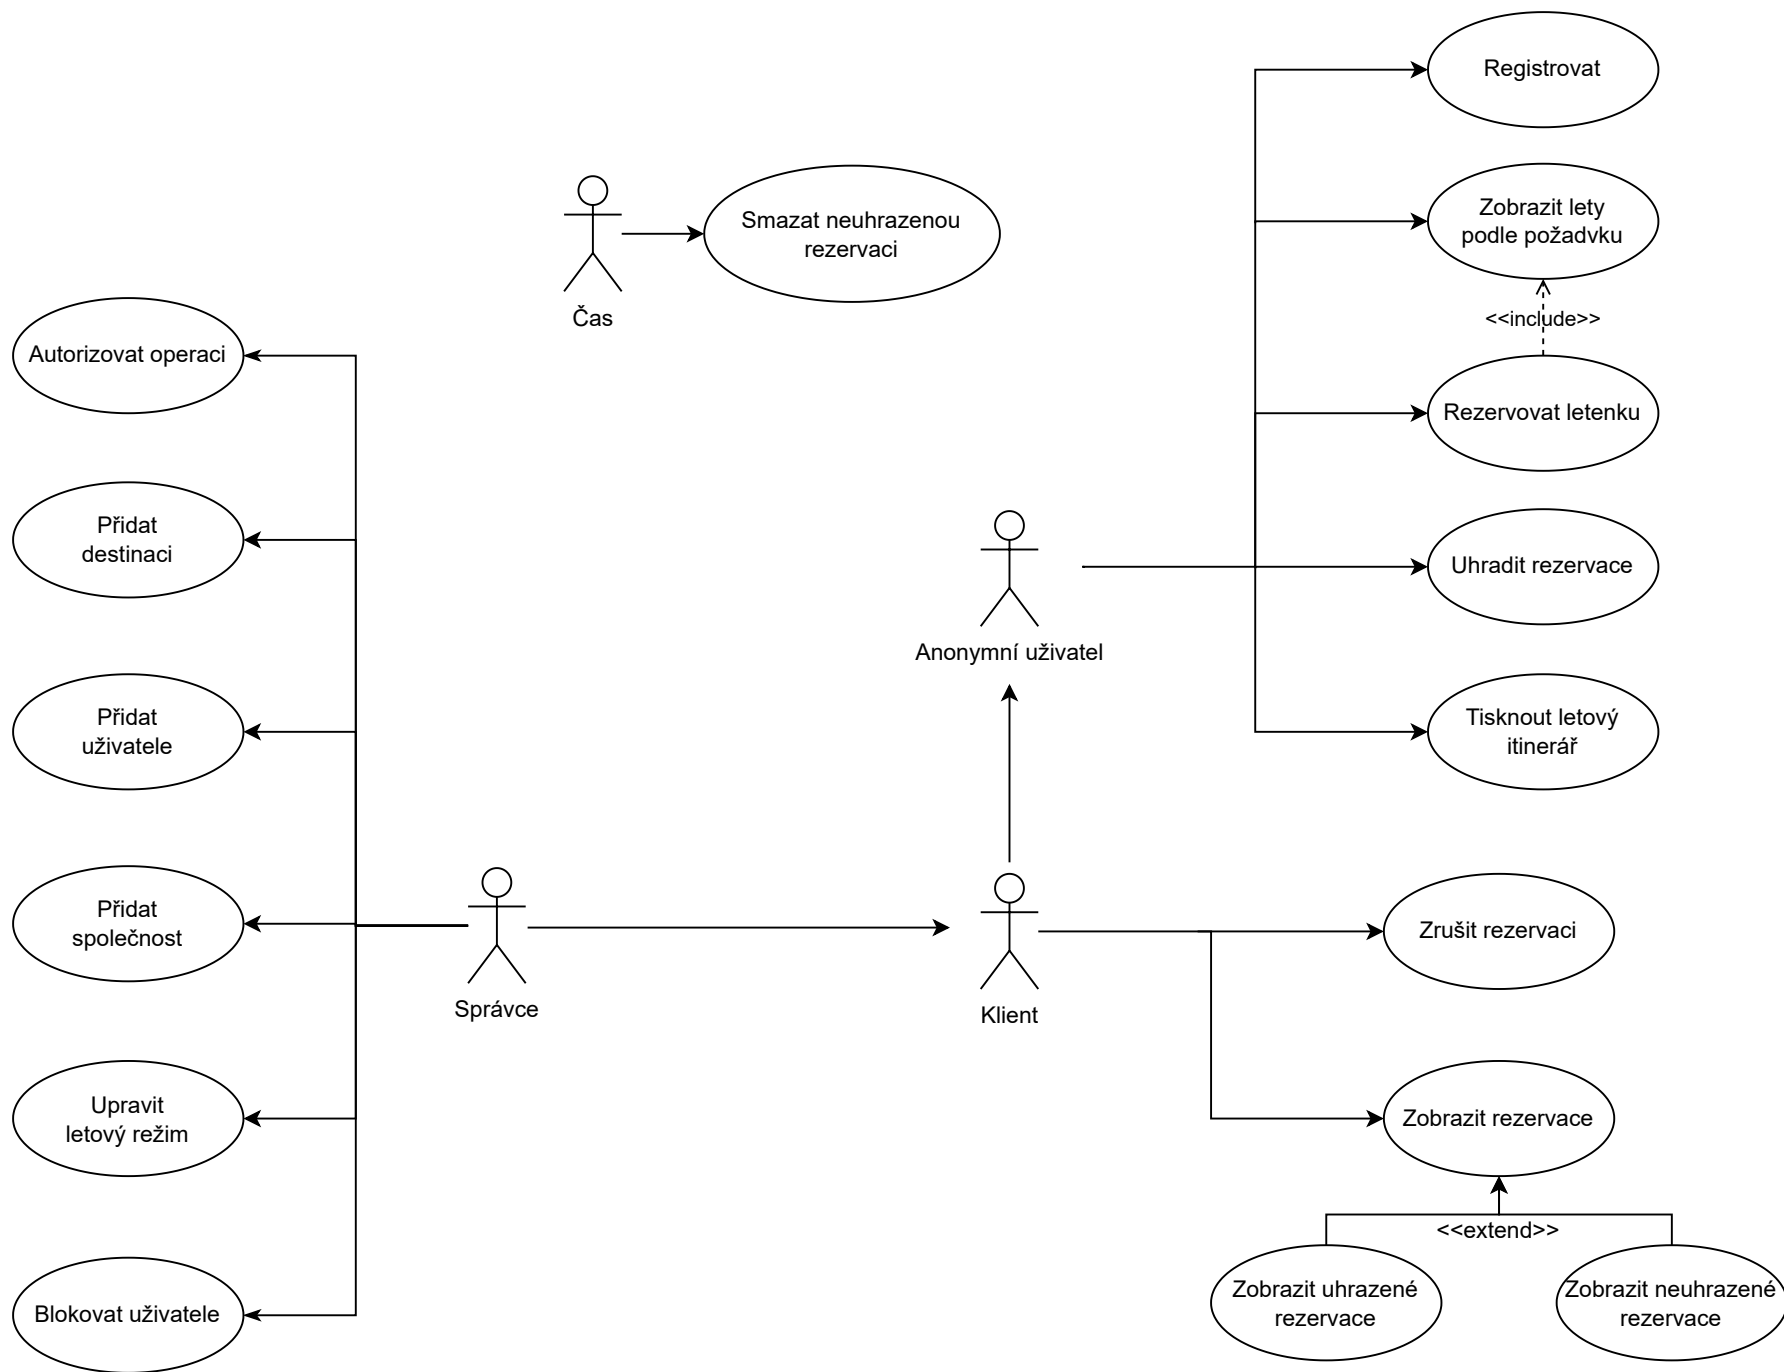 Registrovat
Zobrazit lety
podle požadvku
<<include>>
Rezervovat letenku
Uhradit rezervace
Tisknout letový
itinerář
Smazat neuhrazenou
rezervaci
Čas
Autorizovat operaci
Přidat
destinaci
Přidat
uživatele
Přidat
společnost
Upravit
letový režim
Blokovat uživatele
Anonymní uživatel
Správce
Klient
Zrušit rezervaci
Zobrazit rezervace
<<extend>>
Zobrazit uhrazené
rezervace
Zobrazit neuhrazené
rezervace